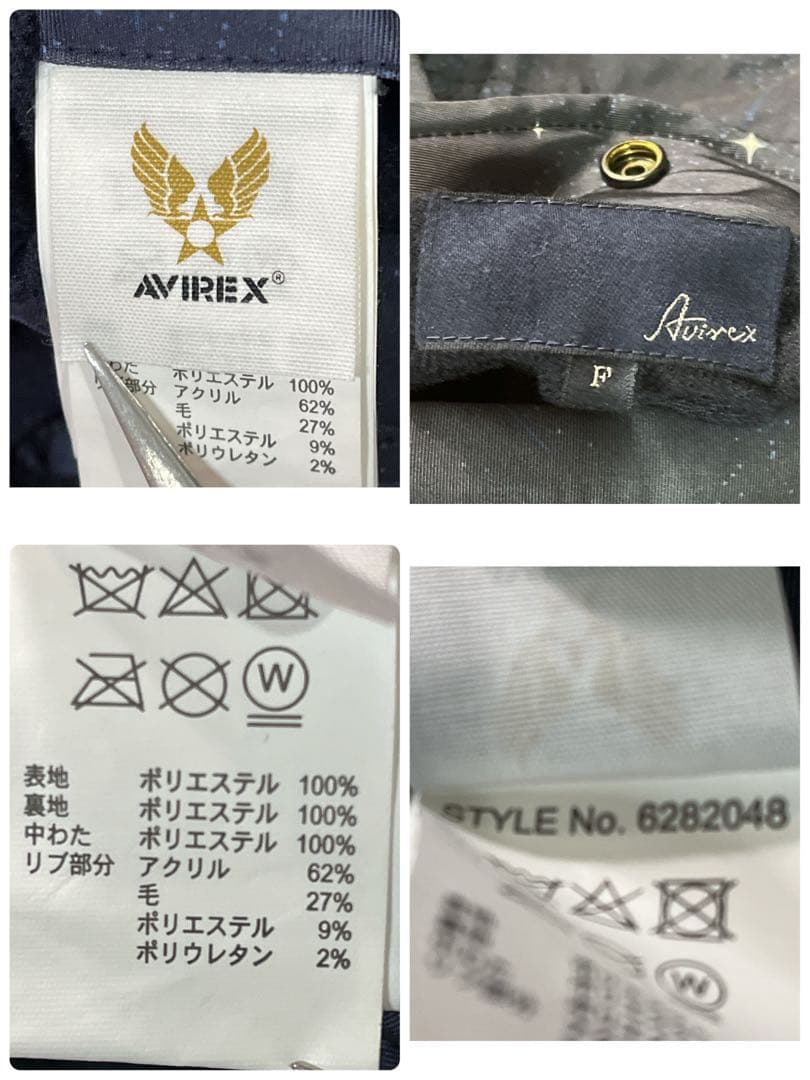 AVIREX®
中わた ポリエステル 100%
リブ部分 アクリル 62%
毛 27%
ポリエステル 9%
ポリウレタン 2%
Avirex
F
W
表地 ポリエステル 100%
裏地 ポリエステル 100%
中わた ポリエステル 100%
リブ部分 アクリル 62%
毛 27%
ポリエステル 9%
ポリウレタン 2%
STYLE No. 6282048
W